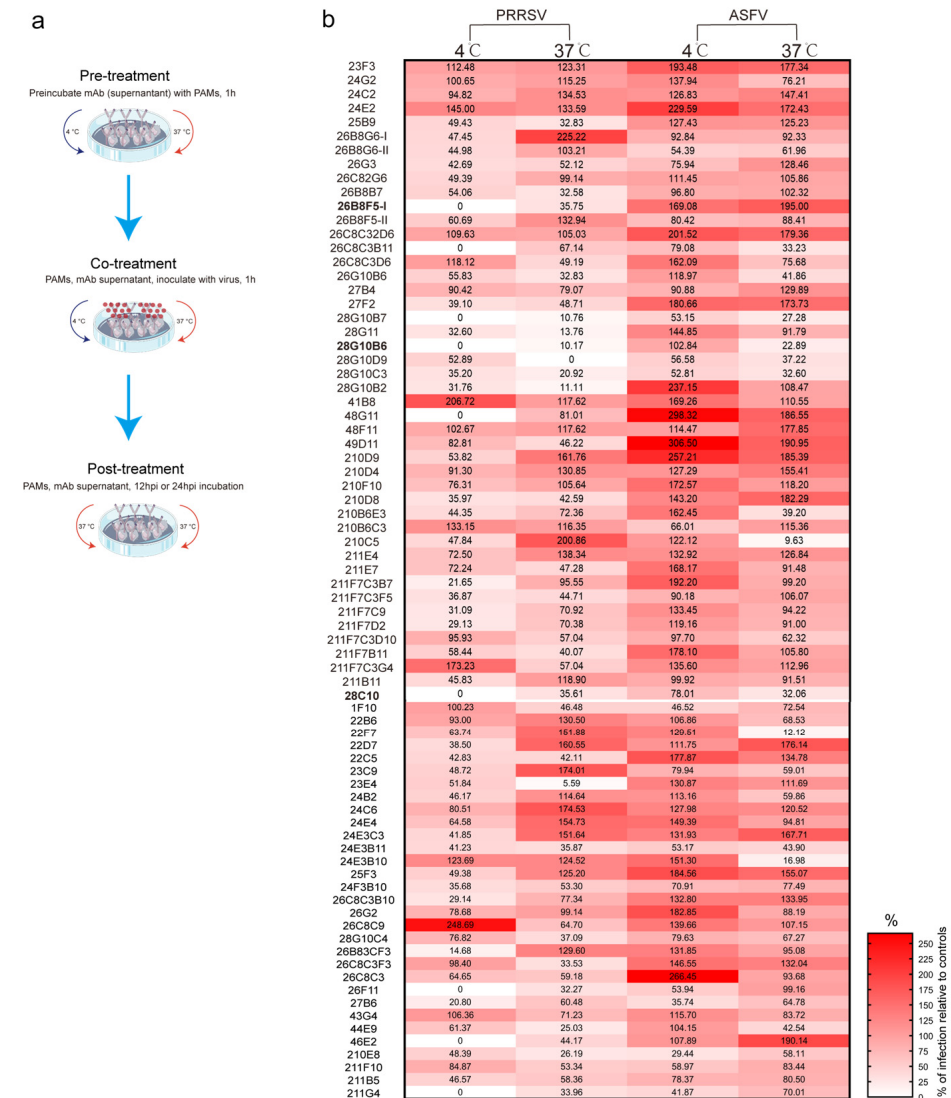 a
Pre-treatment
Preincubate mAb (supernantant) with PAMs, 1h
4 °C
37 °C
Co-treatment
PAMs, mAb supernatant, inoculate with virus, 1h
4 °C
37 °C
Post-treatment
PAMs, mAb supernatant, 12hpi or 24hpi incubation
37 °C
37 °C
b
PRRSV ASFV
4℃ 37℃ 4℃ 37℃
23F3 112.48 123.31 193.48 177.34
24G2 100.65 115.25 137.94 76.21
24C2 94.82 134.53 126.83 147.41
24E2 145.00 133.59 229.59 172.43
25B9 49.43 32.83 127.43 125.23
26B8G6-I 47.45 225.22 92.84 92.33
26B8G6-II 44.98 103.21 54.39 61.96
26G3 42.69 52.12 75.94 128.46
26C82G6 49.39 99.14 111.45 105.86
26B8B7 54.06 32.58 96.80 102.32
26B8F5-I 0 35.75 169.08 195.00
26B8F5-II 60.69 132.94 80.42 88.41
26C8C32D6 109.63 105.03 201.52 179.36
26C8C3B11 0 67.14 79.08 33.23
26C8C3D6 118.12 49.19 162.09 75.68
26G10B6 55.83 32.83 118.97 41.86
27B4 90.42 79.07 90.88 129.89
27F2 39.10 48.71 180.66 173.73
28G10B7 0 10.76 53.15 27.28
28G11 32.60 13.76 144.85 91.79
28G10B6 0 10.17 102.84 22.89
28G10D9 52.89 0 56.58 37.22
28G10C3 35.20 20.92 52.81 32.60
28G10B2 31.76 11.11 237.15 108.47
41B8 206.72 117.62 169.26 110.55
48G11 0 81.01 298.32 186.55
48F11 102.67 117.62 114.47 177.85
49D11 82.81 46.22 306.50 190.95
210D9 53.82 161.76 257.21 185.39
210D4 91.30 130.85 127.29 155.41
210F10 76.31 105.64 172.57 118.20
210D8 35.97 42.59 143.20 182.29
210B6E3 44.35 72.36 162.45 39.20
210B6C3 133.15 116.35 66.01 115.36
210C5 47.84 200.86 122.12 9.63
211E4 72.50 138.34 132.92 126.84
211E7 72.24 47.28 168.17 91.48
211F7C3B7 21.65 95.55 192.20 99.20
211F7C3F5 36.87 44.71 90.18 106.07
211F7C9 31.09 70.92 133.45 94.22
211F7D2 29.13 70.38 119.16 91.00
211F7C3D10 95.93 57.04 97.70 62.32
211F7B11 58.44 40.07 178.10 105.80
211F7C3G4 173.23 57.04 135.60 112.96
211B11 45.83 118.90 99.92 91.51
28C10 0 35.61 78.01 32.06
1F10 100.23 46.48 46.52 72.54
22B6 93.00 130.50 106.86 68.53
22F7 63.74 151.88 129.51 12.12
22D7 38.50 160.55 111.75 176.14
22C5 42.83 42.11 177.87 134.78
23C9 48.72 174.01 79.94 59.01
23E4 51.84 5.59 130.87 111.69
24B2 46.17 114.64 113.16 59.86
24C6 80.51 174.53 127.98 120.52
24E4 64.58 154.73 149.39 94.81
24E3C3 41.85 151.64 131.93 167.71
24E3B11 41.23 35.87 53.17 43.90
24E3B10 123.69 124.52 151.30 16.98
25F3 49.38 125.20 184.56 155.07
24F3B10 35.68 53.30 70.91 77.49
26C8C3B10 29.14 77.34 132.80 133.95
26G2 78.68 99.14 182.85 88.19
26C8C9 248.69 64.70 139.66 107.15
28G10C4 76.82 37.09 79.63 67.27
26B83CF3 14.68 129.60 131.85 95.08
26C8C3F3 98.40 33.53 146.55 132.04
26C8C3 64.65 59.18 266.45 93.68
26F11 0 32.27 53.94 99.16
27B6 20.80 60.48 35.74 64.78
43G4 106.36 71.23 115.70 83.72
44E9 61.37 25.03 104.15 42.54
46E2 0 44.17 107.89 190.14
210E8 48.39 26.19 29.44 58.11
211F10 84.87 53.34 58.97 83.44
211B5 46.57 58.36 78.37 80.50
211G4 0 33.96 41.87 70.01
%
250
225
200
175
150
125
100
75
50
25
0
% of infection relative to controls